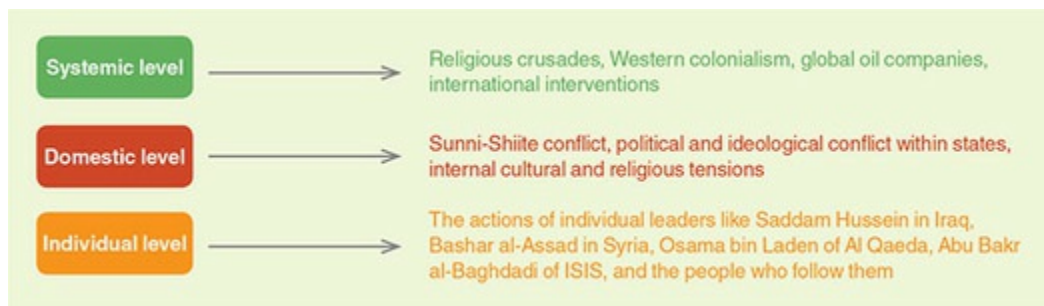 Systemic level
Religious crusades, Western colonialism, global oil companies,
international interventions
Domestic level
Sunni-Shiite conflict, political and ideological conflict within states,
internal cultural and religious tensions
Individual level
The actions of individual leaders like Saddam Hussein in Iraq,
Bashar al-Assad in Syria, Osama bin Laden of Al Qaeda, Abu Bakr
al-Baghdadi of ISIS, and the people who follow them